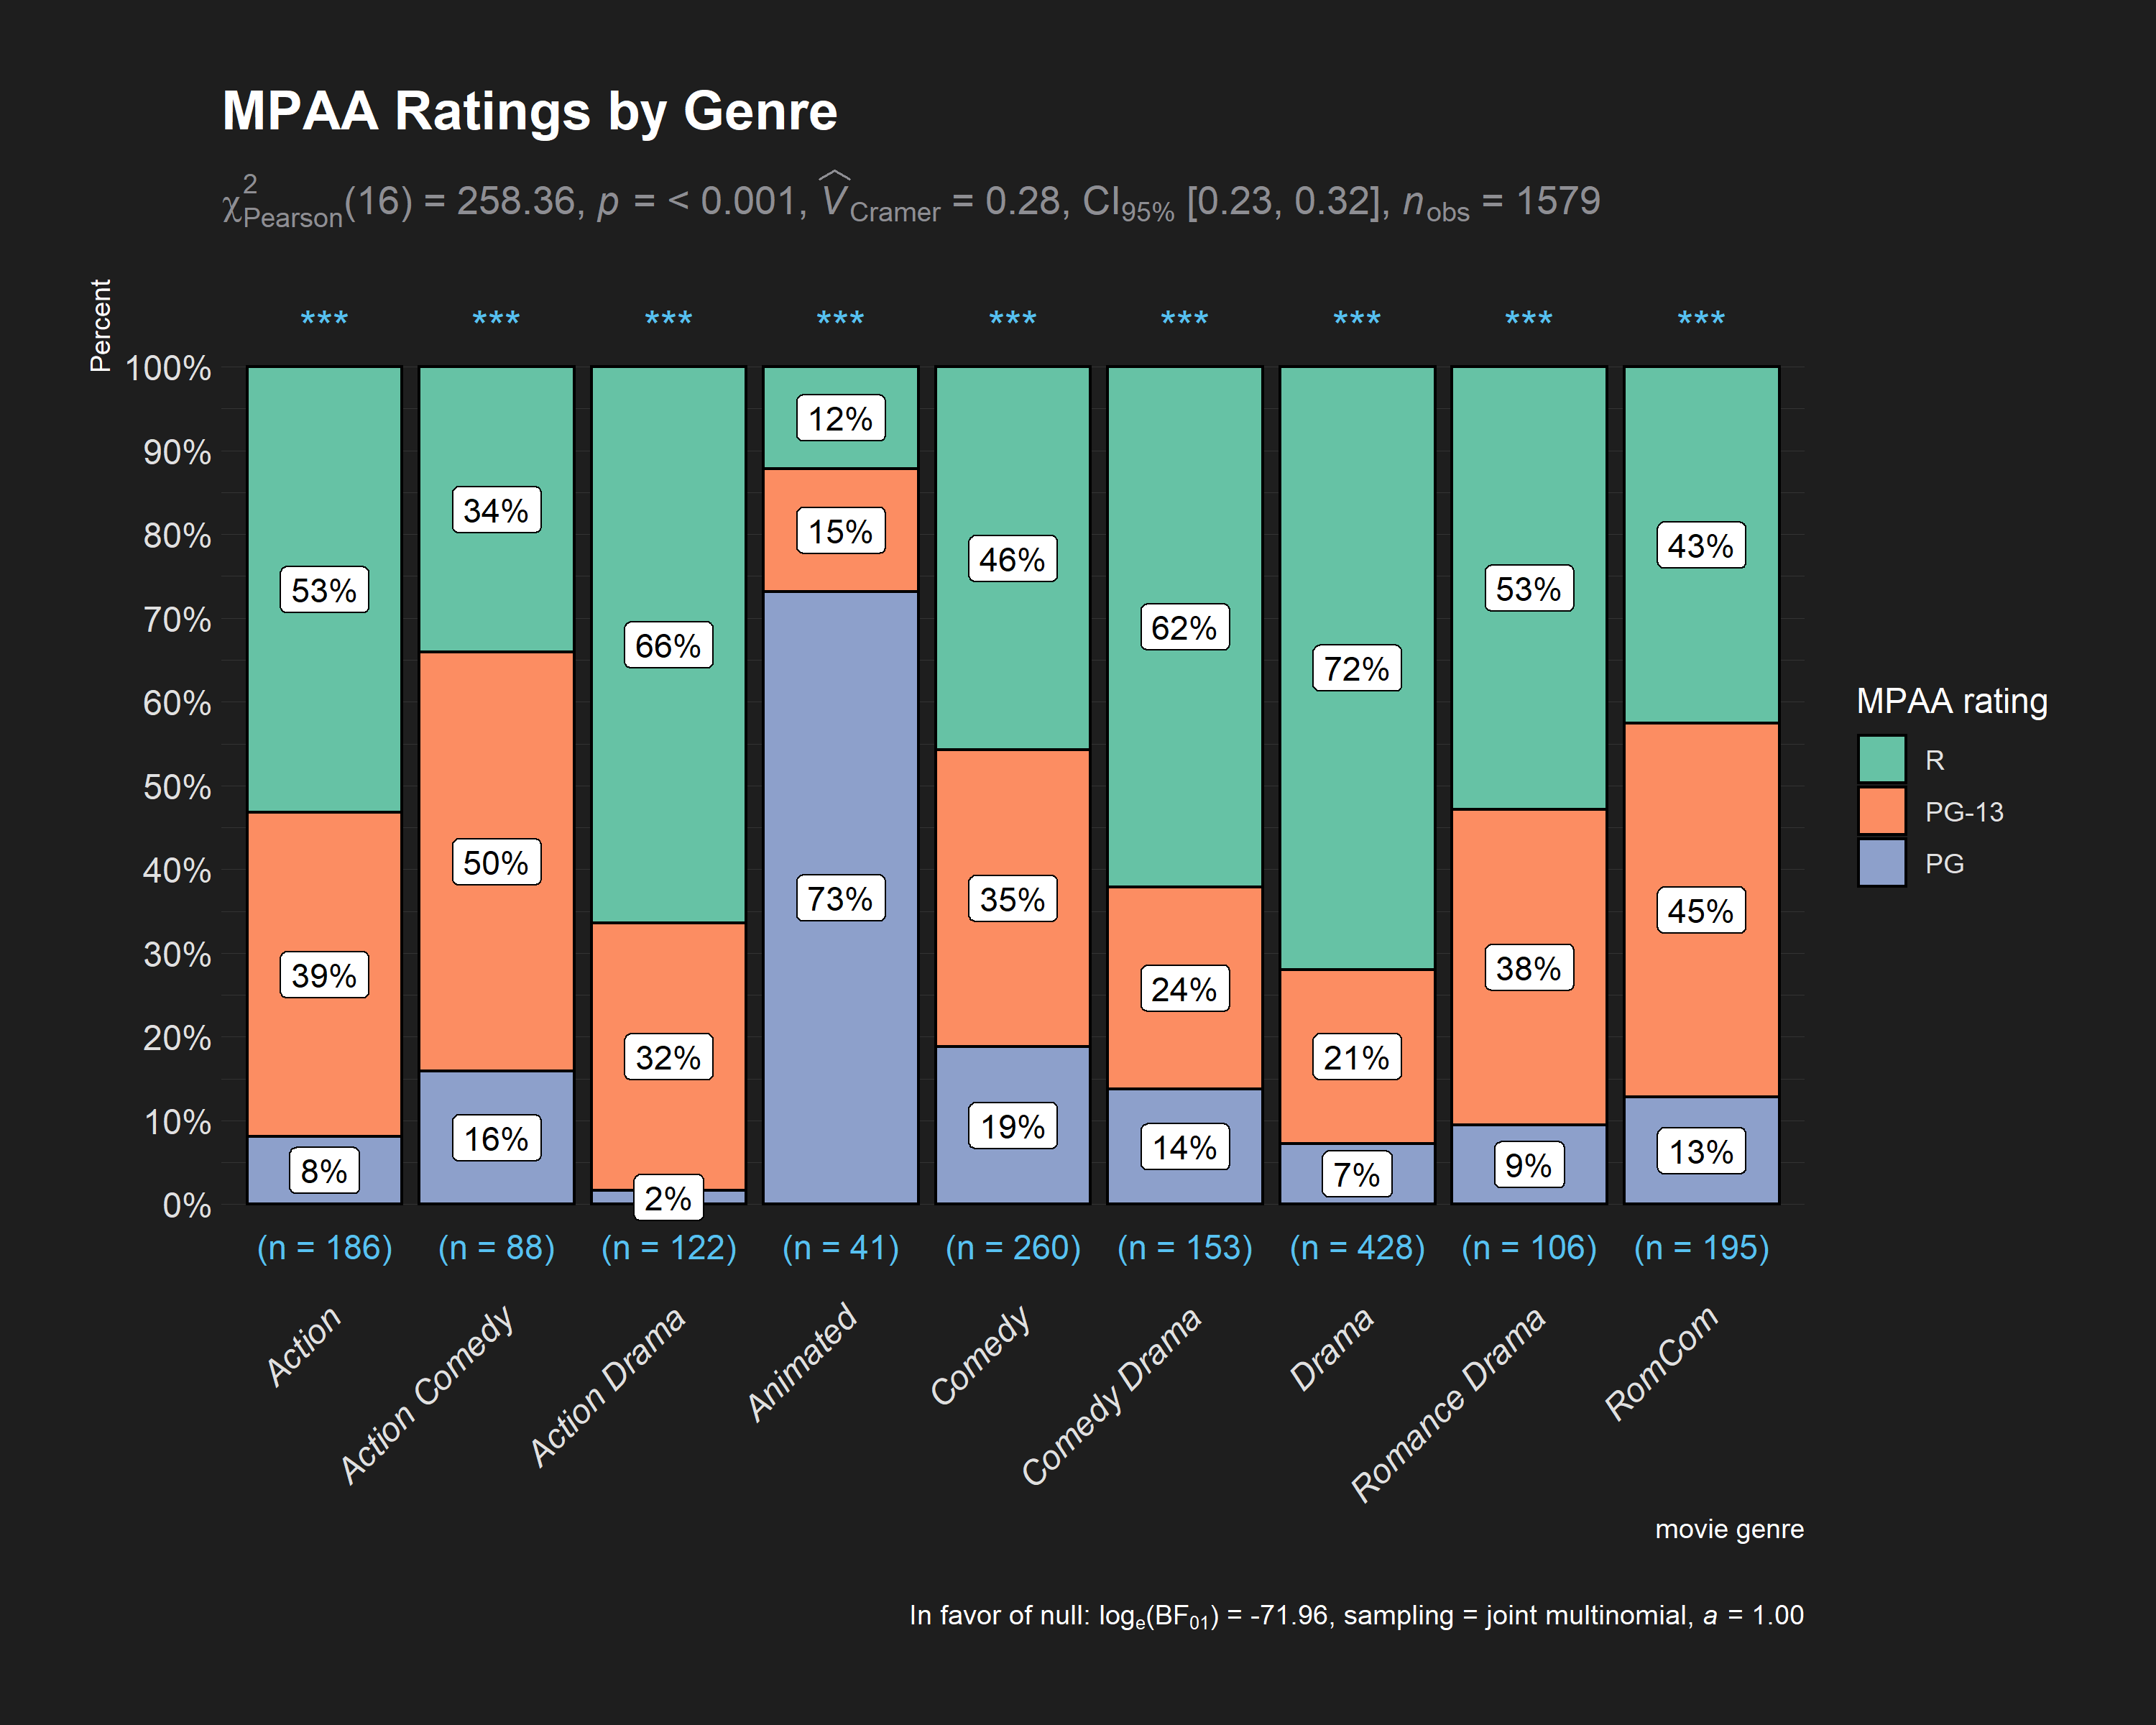 MPAA Ratings by Genre
χ²Pearson(16) = 258.36, p = < 0.001, V̂Cramer = 0.28, CI95% [0.23, 0.32], nobs = 1579
Percent
*** *** *** *** *** *** *** *** ***
100%
90%
80%
70%
60%
50%
40%
30%
20%
10%
0%
53% 34% 66% 12% 46% 62% 72% 53% 43%
39% 50% 32% 15% 35% 24% 21% 38% 45%
8% 16% 2% 73% 19% 14% 7% 9% 13%
(n = 186) (n = 88) (n = 122) (n = 41) (n = 260) (n = 153) (n = 428) (n = 106) (n = 195)
Action
Action Comedy
Action Drama
Animated
Comedy
Comedy Drama
Drama
Romance Drama
RomCom
movie genre
MPAA rating
R
PG-13
PG
In favor of null: loge(BF01) = -71.96, sampling = joint multinomial, a = 1.00